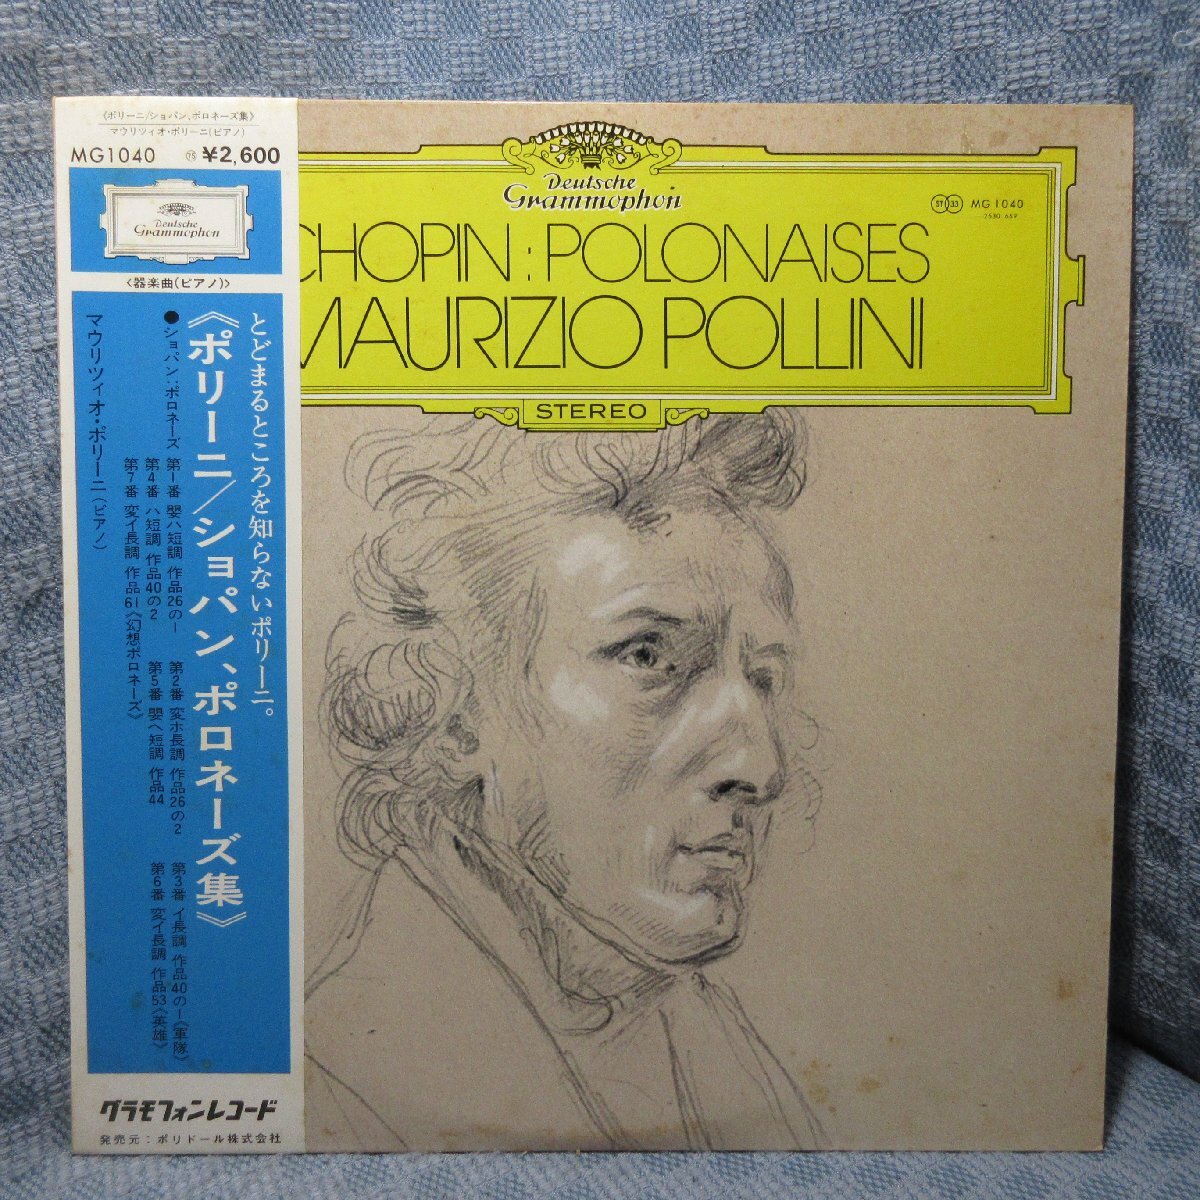 《ポリーニ/ショパン、ポロネーズ集》
マウリツィオ・ポリーニ(ピアノ)
MG1040 ㊆ ¥2,600
Deutsche
Grammophon
〈器楽曲(ピアノ)〉
とどまるところを知らないポリーニ。
《ポリーニ/ショパン、ポロネーズ集》
●ショパン:ポロネーズ 第1番 嬰ハ短調 作品26の1 第2番 変ホ長調 作品26の2 第3番 イ長調 作品40の1《軍隊》
第4番 ハ短調 作品40の2 第5番 嬰ヘ短調 作品44 第6番 変イ長調 作品53《英雄》
第7番 変イ長調 作品61《幻想ポロネーズ》
マウリツィオ・ポリーニ(ピアノ)
グラモフォンレコード
発売元:ポリドール株式会社
Deutsche
Grammophon
ST 33 MG 1040
2530 659
CHOPIN:POLONAISES
MAURIZIO POLLINI
STEREO